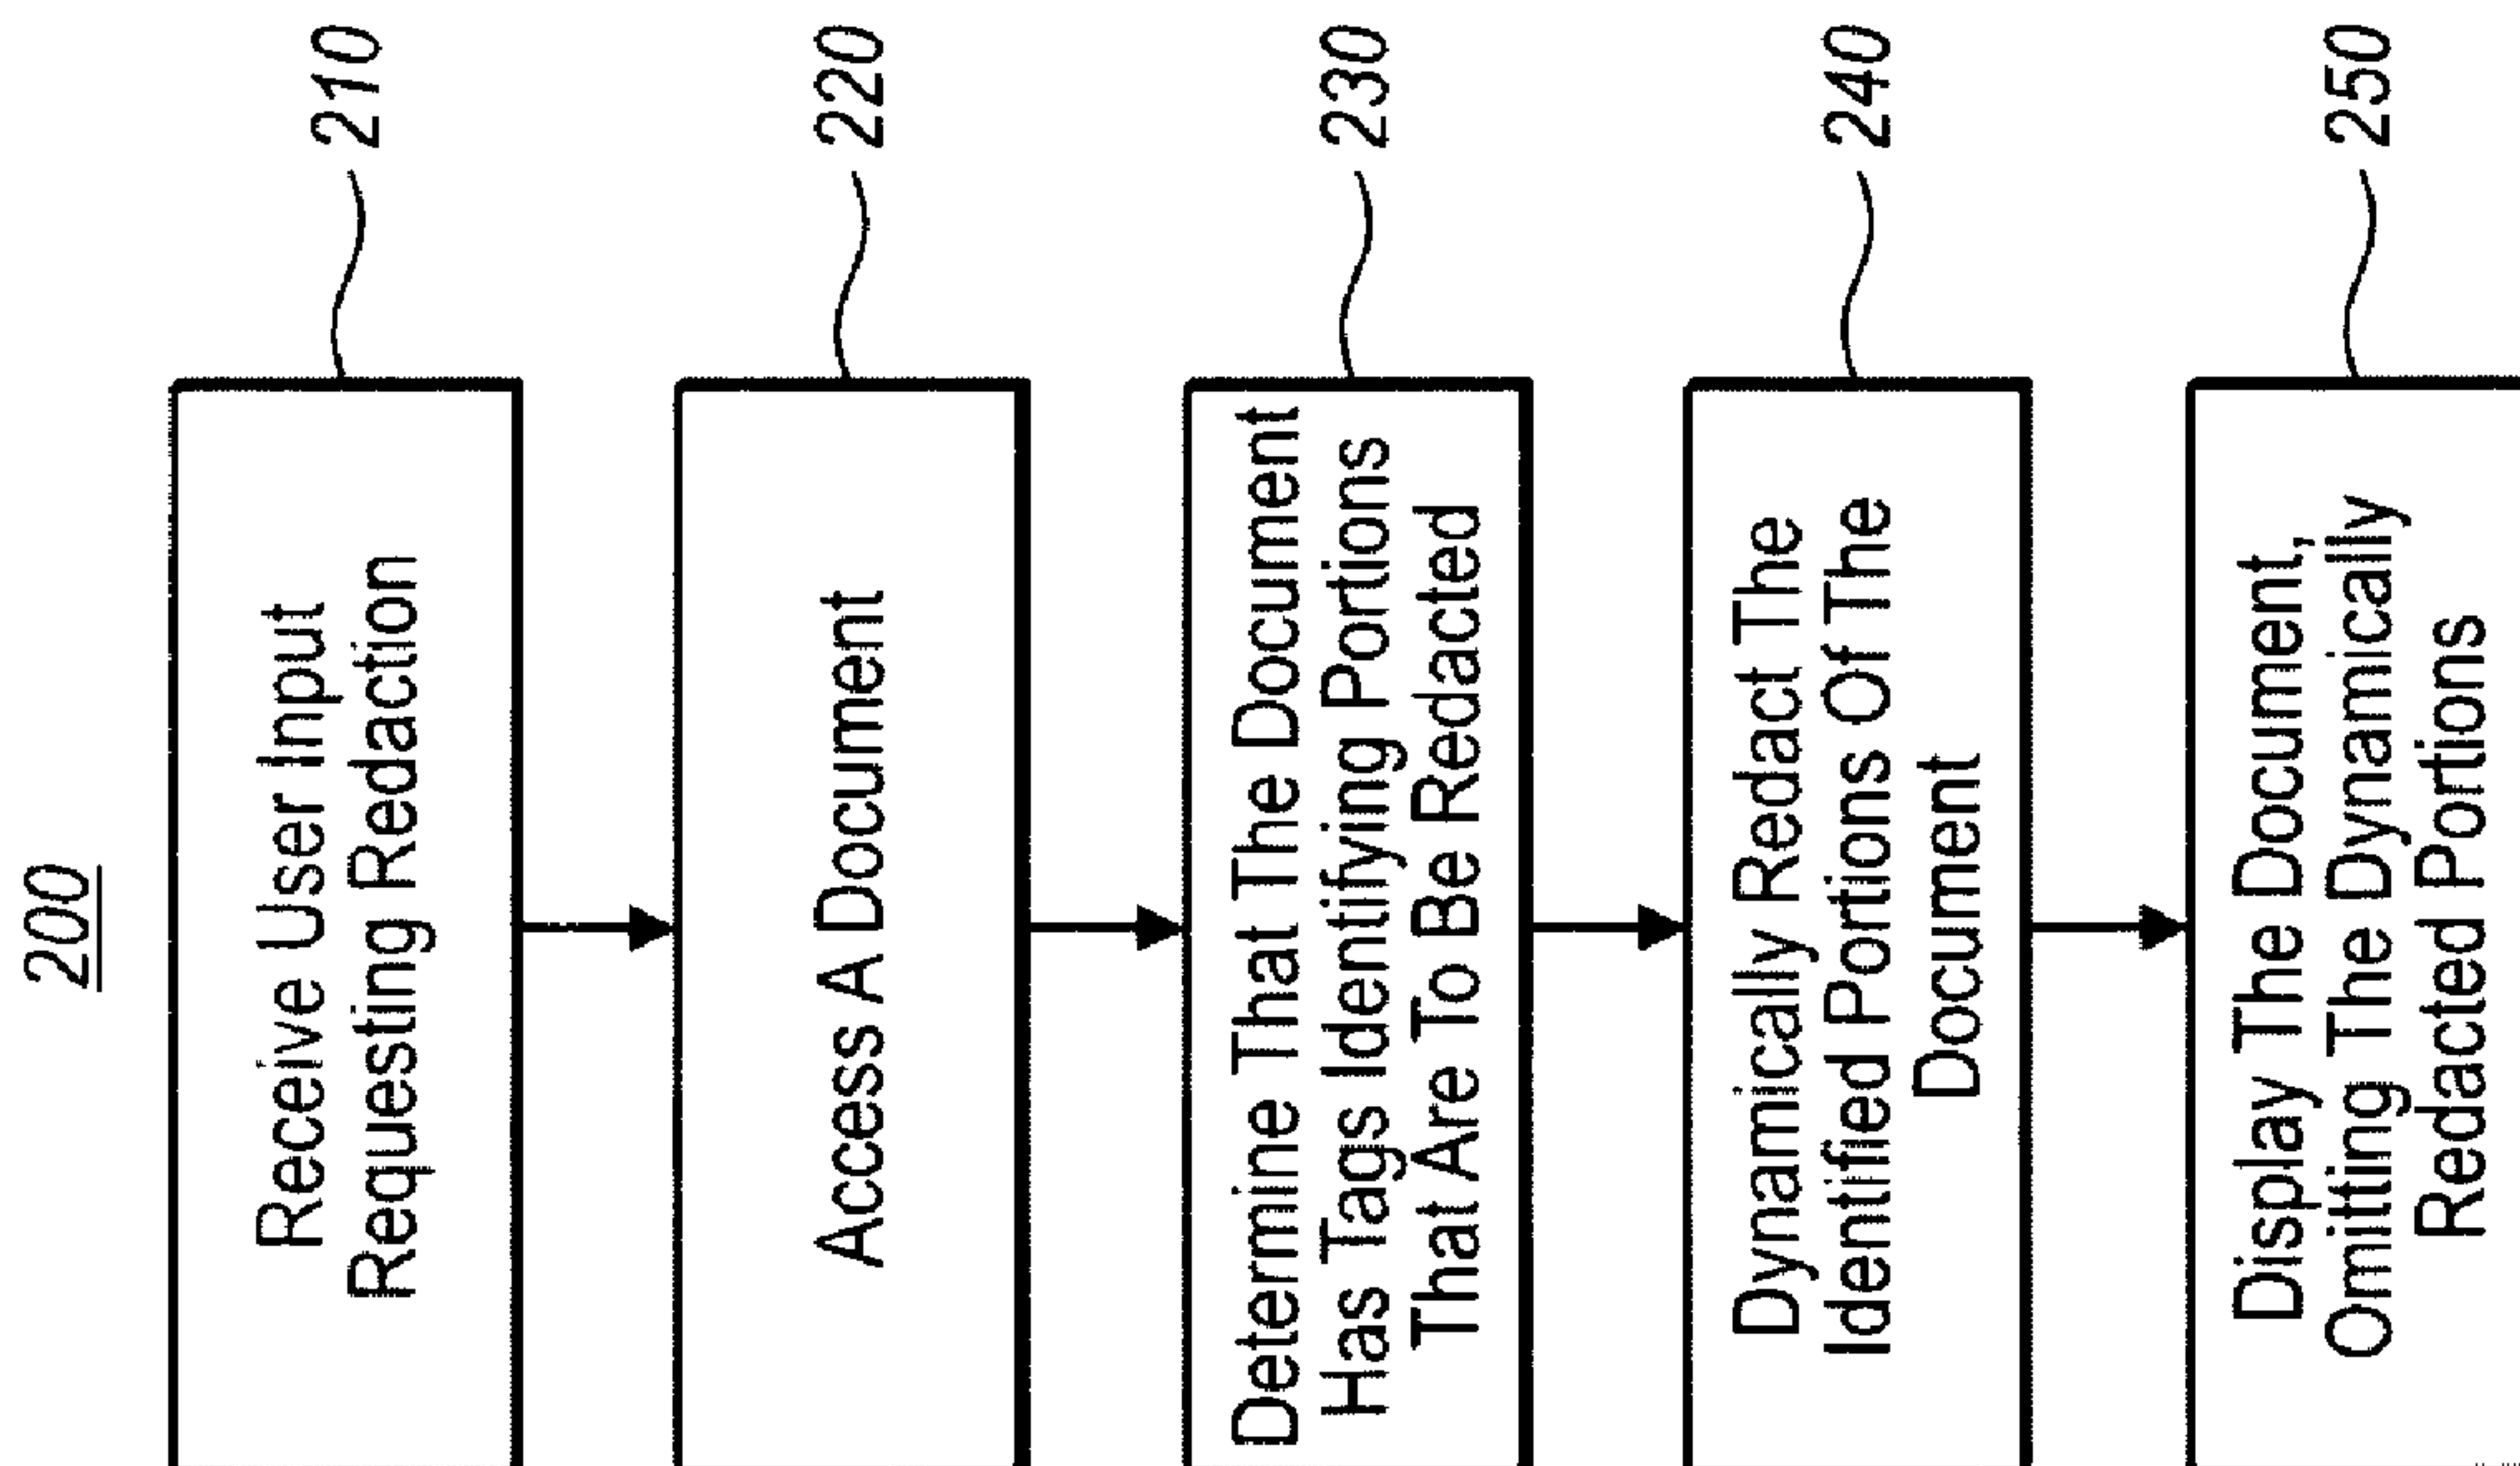 200
Receive User Input
Requesting Redaction
210
Access A Document
220
Determine That The Document
Has Tags Identifying Portions
That Are To Be Redacted
230
Dynamically Redact The
Identified Portions Of The
Document
240
Display The Document,
Omitting The Dynamically
Redacted Portions
250